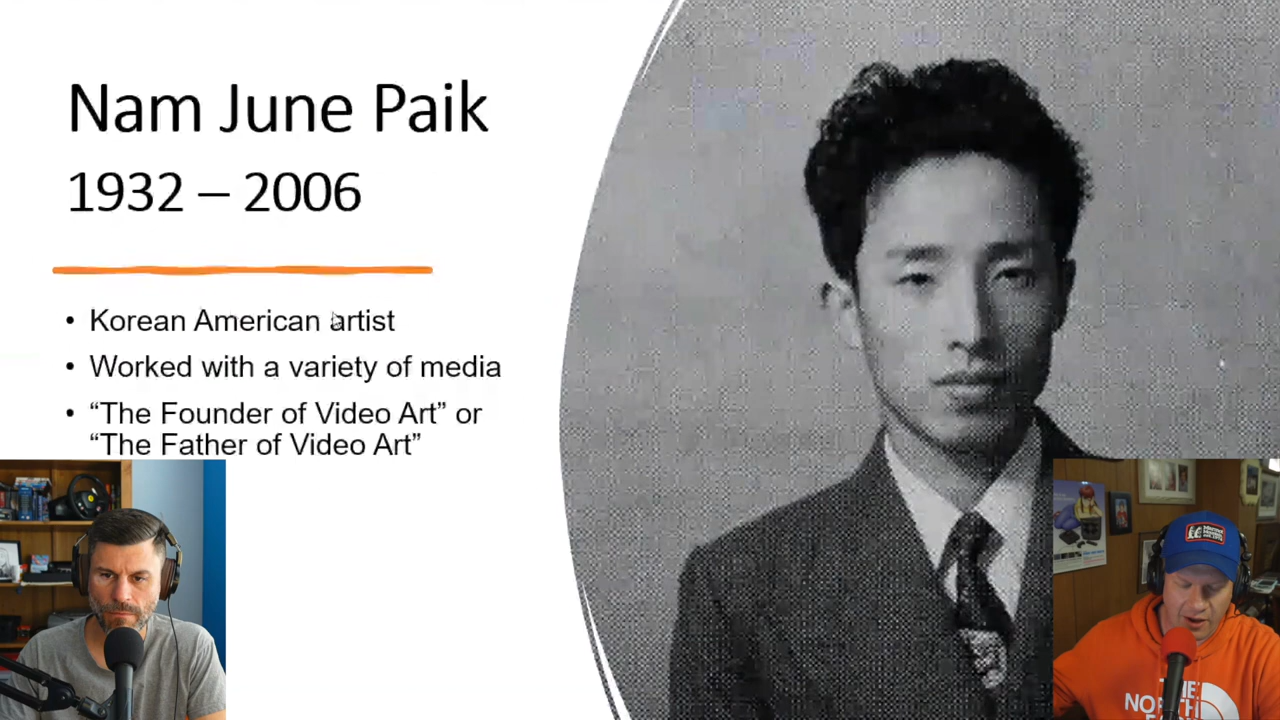 Nam June Paik
1932 – 2006
• Korean American artist
• Worked with a variety of media
• “The Founder of Video Art” or
“The Father of Video Art”
THE
NORTH